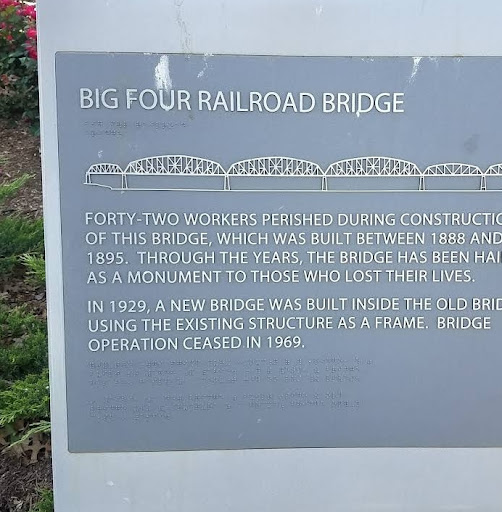 BIG FOUR RAILROAD BRIDGE
FORTY-TWO WORKERS PERISHED DURING CONSTRUCTIO
OF THIS BRIDGE, WHICH WAS BUILT BETWEEN 1888 AND
1895. THROUGH THE YEARS, THE BRIDGE HAS BEEN HAI
AS A MONUMENT TO THOSE WHO LOST THEIR LIVES.
IN 1929, A NEW BRIDGE WAS BUILT INSIDE THE OLD BRID
USING THE EXISTING STRUCTURE AS A FRAME. BRIDGE
OPERATION CEASED IN 1969.